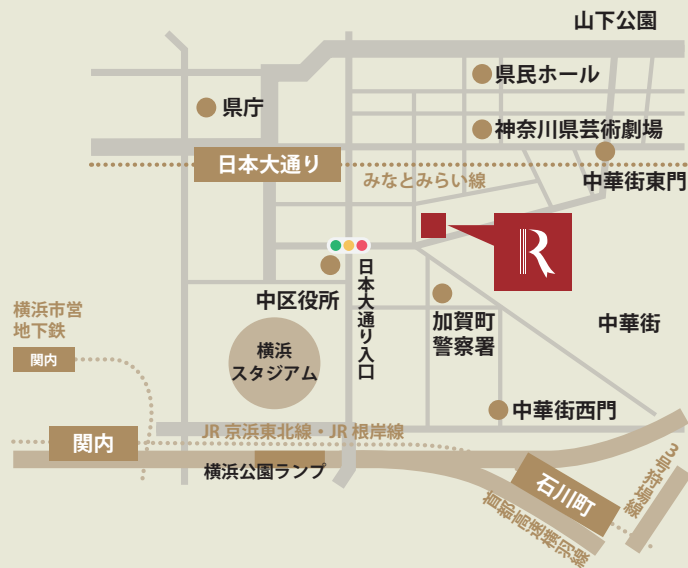 山下公園
県民ホール
県庁
神奈川県芸術劇場
日本大通り
みなとみらい線
中華街東門
R
日本大通り入口
中区役所
横浜市営
地下鉄
関内
加賀町
警察署
中華街
横浜
スタジアム
中華街西門
JR 京浜東北線・JR 根岸線
関内
横浜公園ランプ
石川町
3号狩場線
首都高速横羽線